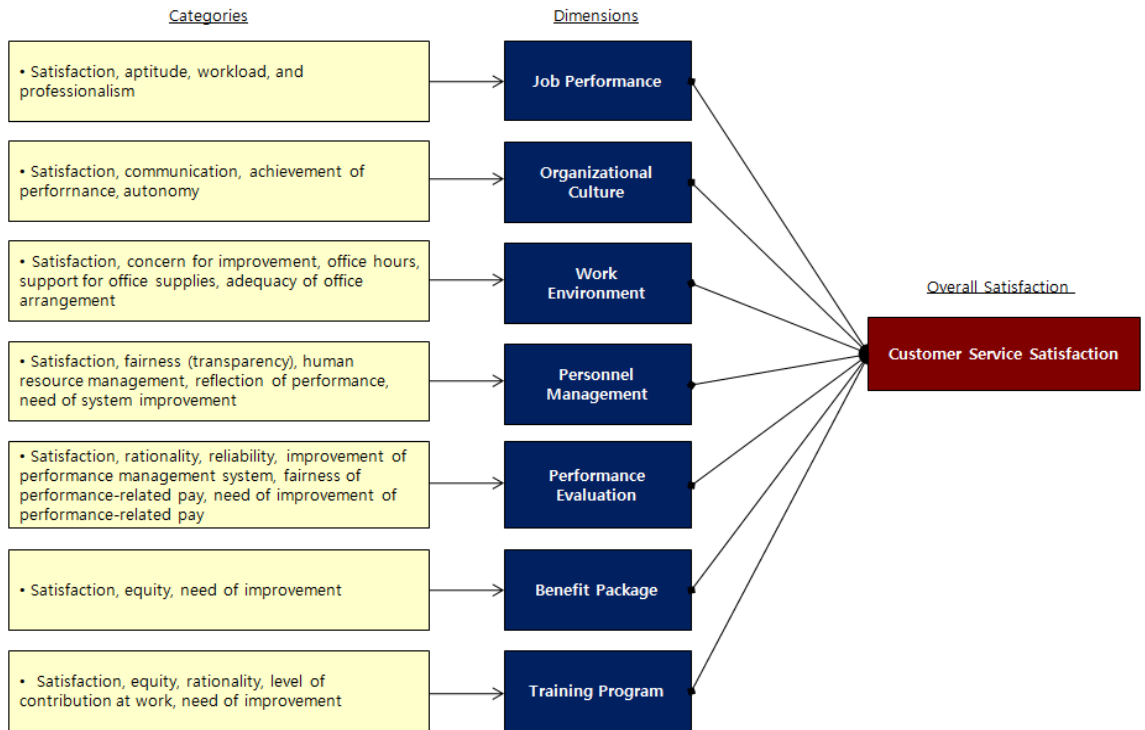 Categories
Dimensions
• Satisfaction, aptitude, workload, and
professionalism
Job Performance
• Satisfaction, communication, achievement of
perforrnance, autonomy
Organizational
Culture
• Satisfaction, concern for improvement, office hours,
support for office supplies, adequacy of office
arrangement
Work
Environment
Overall Satisfaction
Customer Service Satisfaction
• Satisfaction, fairness (transparency), human
resource management, reflection of performance,
need of system improvement
Personnel
Management
• Satisfaction, rationality, reliability, improvement of
performance management system, fairness of
performance-related pay, need of improvement of
performance-related pay
Performance
Evaluation
• Satisfaction, equity, need of improvement
Benefit Package
• Satisfaction, equity, rationality, level of
contribution at work, need of improvement
Training Program